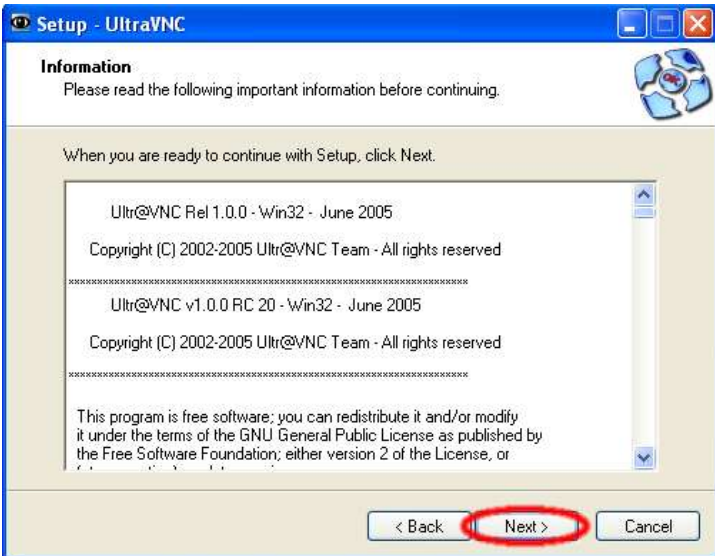 Setup - UltraVNC
Information
Please read the following important information before continuing.
When you are ready to continue with Setup, click Next.
Ultr@VNC Rel 1.0.0 - Win32 - June 2005
Copyright (C) 2002-2005 Ultr@VNC Team - All rights reserved
Ultr@VNC v1.0.0 RC 20 - Win32 - June 2005
Copyright (C) 2002-2005 Ultr@VNC Team - All rights reserved
This program is free software; you can redistribute it and/or modify
it under the terms of the GNU General Public License as published by
the Free Software Foundation; either version 2 of the License, or
< Back Next > Cancel